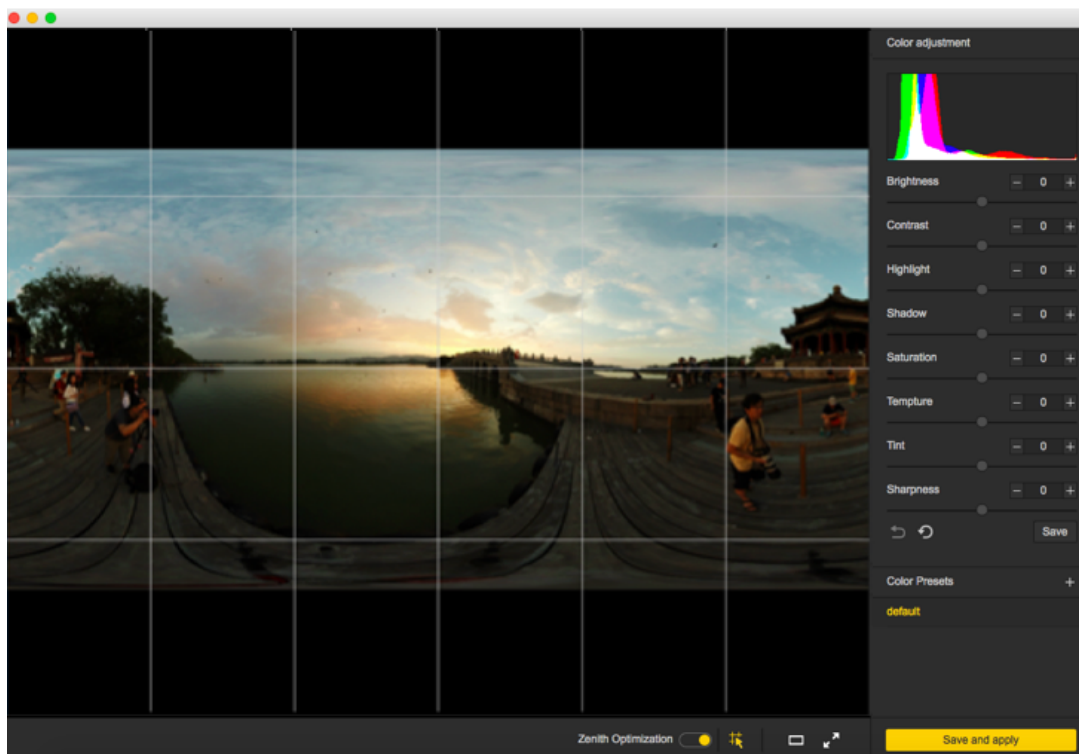 Color adjustment
Brightness − 0 +
Contrast − 0 +
Highlight − 0 +
Shadow − 0 +
Saturation − 0 +
Tempture − 0 +
Tint − 0 +
Sharpness − 0 +
Save
Color Presets +
default
Zenith Optimization
Save and apply